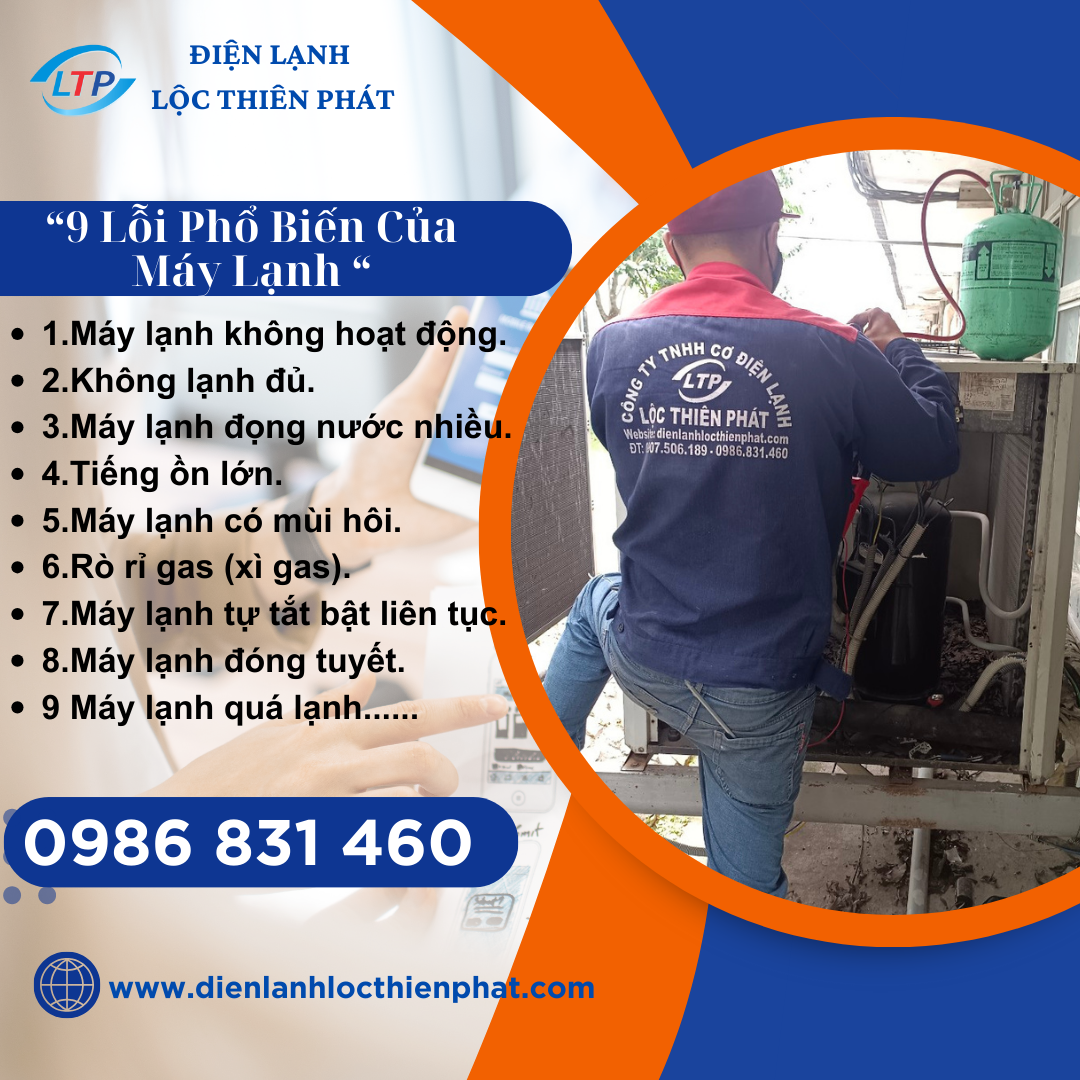 LTP
ĐIỆN LẠNH
LỘC THIÊN PHÁT
“9 Lỗi Phổ Biến Của
Máy Lạnh “
1.Máy lạnh không hoạt động.
2.Không lạnh đủ.
3.Máy lạnh đọng nước nhiều.
4.Tiếng ồn lớn.
5.Máy lạnh có mùi hôi.
6.Rò rỉ gas (xì gas).
7.Máy lạnh tự tắt bật liên tục.
8.Máy lạnh đóng tuyết.
9 Máy lạnh quá lạnh......
0986 831 460
www.dienlanhlocthienphat.com
CÔNG TY TNHH CƠ ĐIỆN LẠNH
LTP
LỘC THIÊN PHÁT
Website: dienlanhlocthienphat.com
ĐT: 0907.506.189 - 0986.831.460